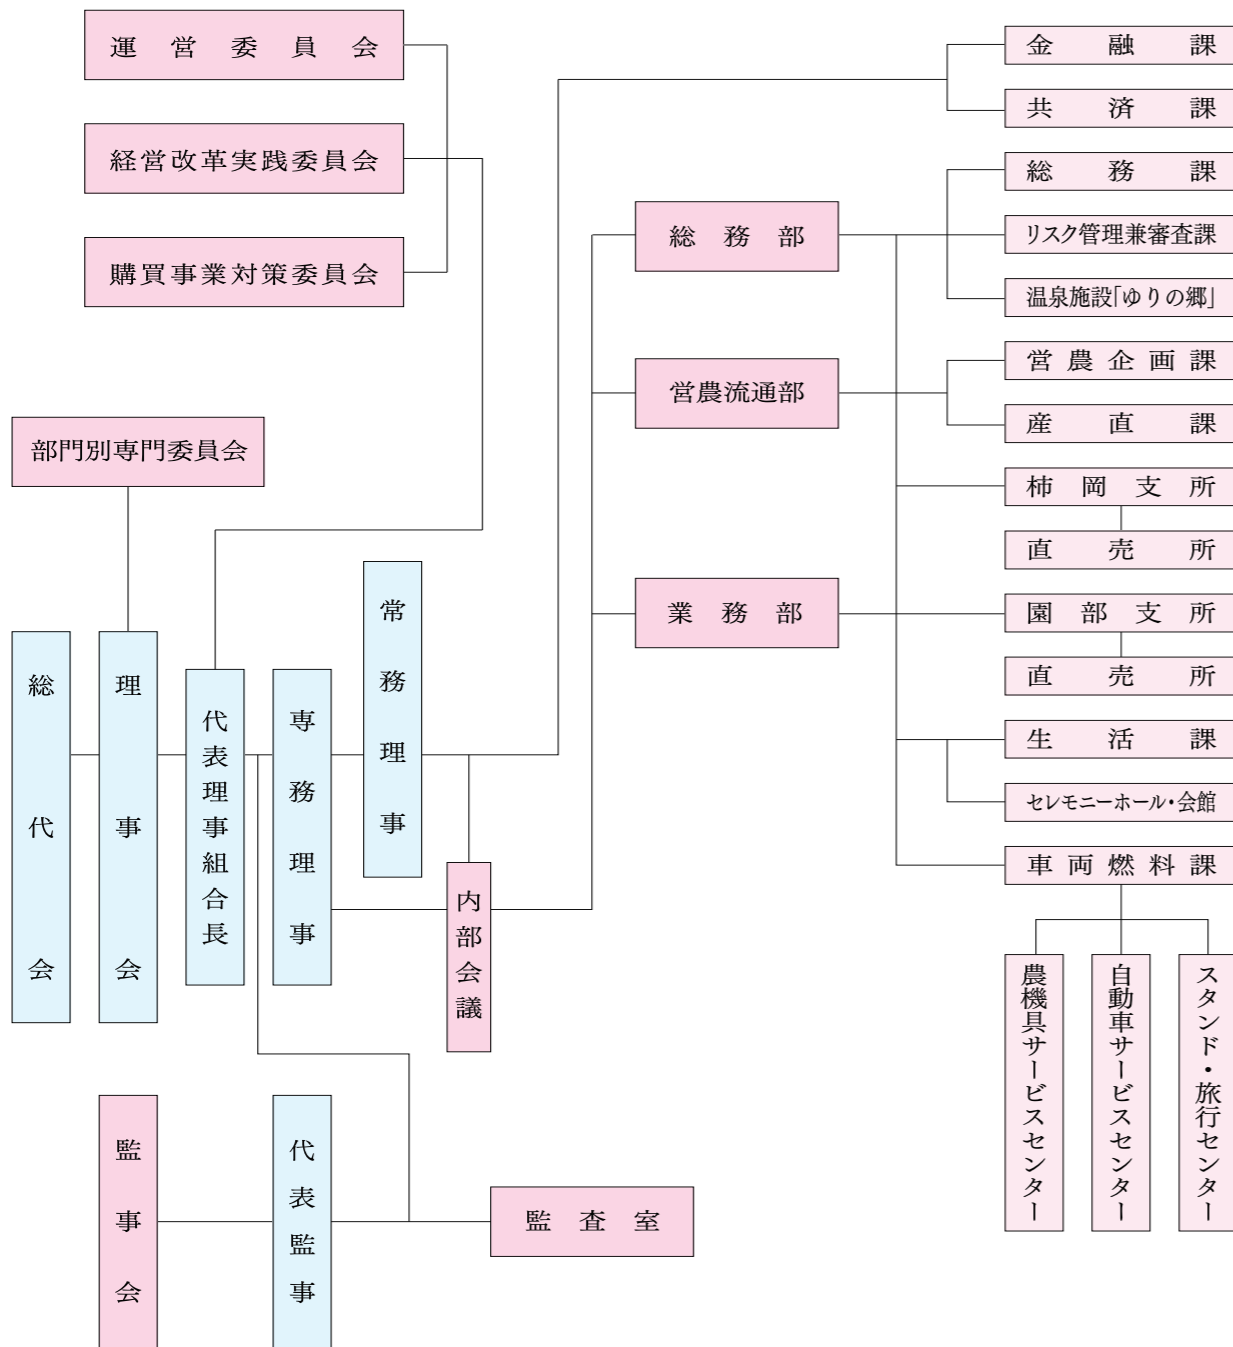 運営委員会
経営改革実践委員会
購買事業対策委員会
部門別専門委員会
総代会
理事会
代表理事組合長
専務理事
常務理事
内部会議
監事会
代表監事
監査室
総務部
営農流通部
業務部
金融課
共済課
総務課
リスク管理兼審査課
温泉施設「ゆりの郷」
営農企画課
産直課
柿岡支所
直売所
園部支所
直売所
生活課
セレモニーホール・会館
車両燃料課
農機具サービスセンター
自動車サービスセンター
スタンド・旅行センター